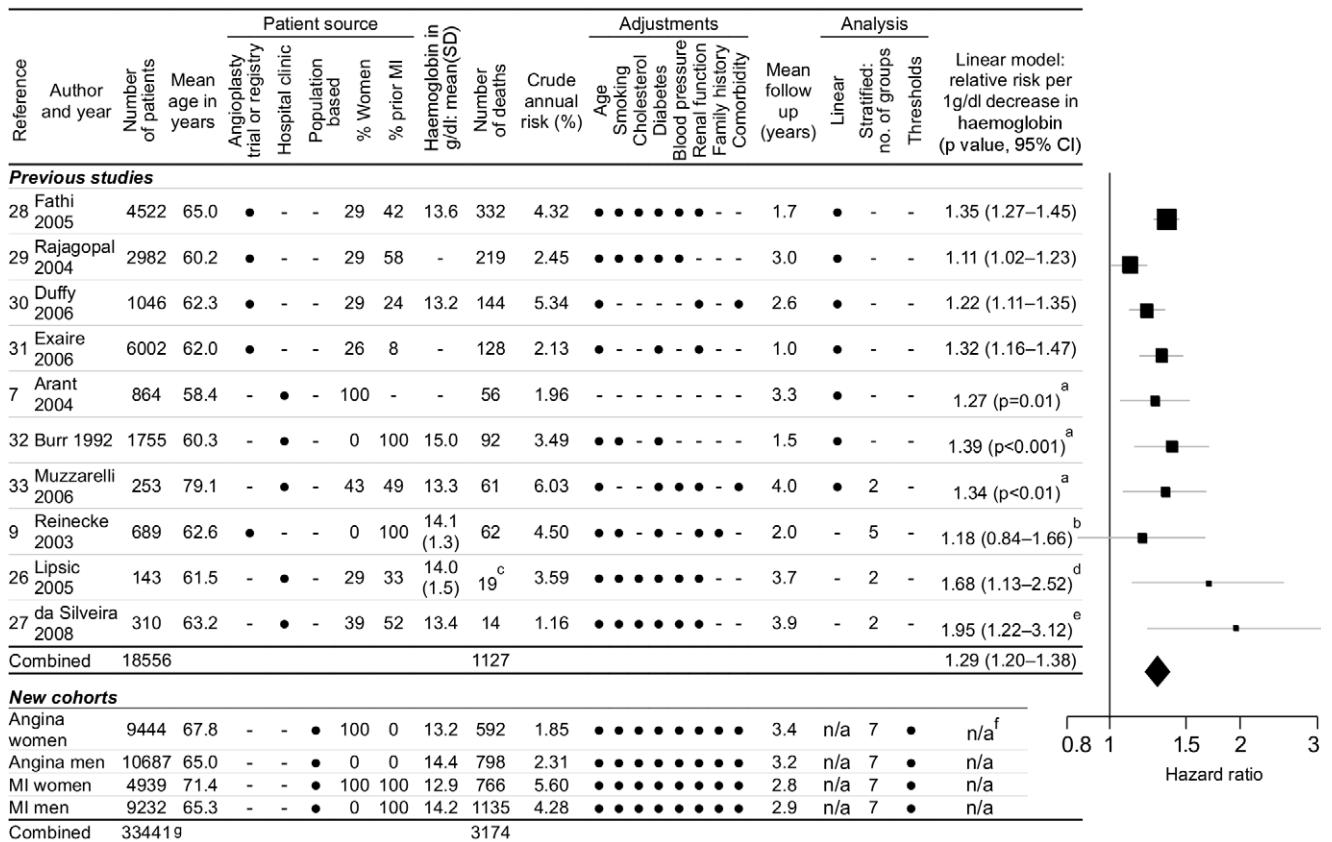 Patient source
Adjustments
Analysis
Reference
Author and year
Number of patients
Mean age in years
Angioplasty trial or registry
Hospital clinic
Population based
% Women
% prior MI
Haemoglobin in g/dl: mean(SD)
Number of deaths
Crude annual risk (%)
Age
Smoking
Cholesterol
Diabetes
Blood pressure
Renal function
Family history
Comorbidity
Mean follow up (years)
Linear
Stratified: no. of groups
Thresholds
Linear model: relative risk per 1g/dl decrease in haemoglobin (p value, 95% CI)
Previous studies
28 Fathi 2005 4522 65.0 ● - - 29 42 13.6 332 4.32 ● ● ● ● ● ● - - 1.7 ● - - 1.35 (1.27–1.45)
29 Rajagopal 2004 2982 60.2 ● - - 29 58 - 219 2.45 ● ● ● ● ● - - - 3.0 ● - - 1.11 (1.02–1.23)
30 Duffy 2006 1046 62.3 ● - - 29 24 13.2 144 5.34 ● - - - - ● - ● 2.6 ● - - 1.22 (1.11–1.35)
31 Exaire 2006 6002 62.0 ● - - 26 8 - 128 2.13 ● - - ● - ● - - 1.0 ● - - 1.32 (1.16–1.47)
7 Arant 2004 864 58.4 - ● - 100 - - 56 1.96 - - - - - - - - 3.3 ● - - 1.27 (p=0.01) a
32 Burr 1992 1755 60.3 - ● - 0 100 15.0 92 3.49 ● ● - ● - - - - 1.5 ● - - 1.39 (p<0.001) a
33 Muzzarelli 2006 253 79.1 - ● - 43 49 13.3 61 6.03 ● - - ● ● ● - ● 4.0 ● 2 - 1.34 (p<0.01) a
9 Reinecke 2003 689 62.6 ● - - 0 100 14.1 (1.3) 62 4.50 ● ● - ● - ● ● - 2.0 - 5 - 1.18 (0.84–1.66) b
26 Lipsic 2005 143 61.5 - ● - 29 33 14.0 (1.5) 19 c 3.59 ● ● ● ● ● ● - - 3.7 - 2 - 1.68 (1.13–2.52) d
27 da Silveira 2008 310 63.2 - ● - 39 52 13.4 14 1.16 ● ● ● ● ● ● - - 3.9 - 2 - 1.95 (1.22–3.12) e
Combined 18556 1127 1.29 (1.20–1.38)
New cohorts
Angina women 9444 67.8 - - ● 100 0 13.2 592 1.85 ● ● ● ● ● ● ● ● 3.4 n/a 7 ● n/a f
Angina men 10687 65.0 - - ● 0 0 14.4 798 2.31 ● ● ● ● ● ● ● ● 3.2 n/a 7 ● n/a
MI women 4939 71.4 - - ● 100 100 12.9 766 5.60 ● ● ● ● ● ● ● ● 2.8 n/a 7 ● n/a
MI men 9232 65.3 - - ● 0 100 14.2 1135 4.28 ● ● ● ● ● ● ● ● 2.9 n/a 7 ● n/a
Combined 33441 g 3174
0.8 1 1.5 2 3
Hazard ratio